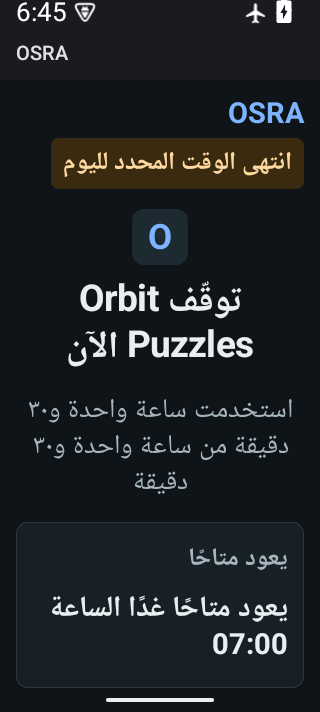 6:45
OSRA
OSRA
انتهى الوقت المحدد لليوم
O
توقّف Orbit
Puzzles الآن
استخدمت ساعة واحدة و٣٠
دقيقة من ساعة واحدة و٣٠
دقيقة
يعود متاحًا
يعود متاحًا غدًا الساعة
07:00